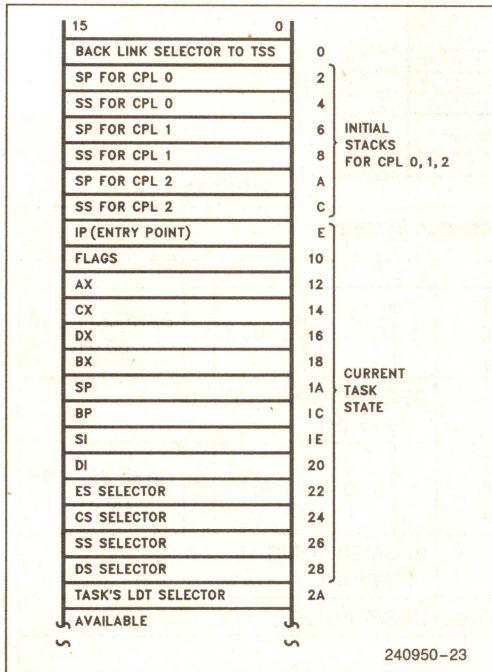 15 0
BACK LINK SELECTOR TO TSS 0
SP FOR CPL 0 2
SS FOR CPL 0 4
SP FOR CPL 1 6
SS FOR CPL 1 8
SP FOR CPL 2 A
SS FOR CPL 2 C
INITIAL
STACKS
FOR CPL 0, 1, 2
IP (ENTRY POINT) E
FLAGS 10
AX 12
CX 14
DX 16
BX 18
SP 1A
BP IC
SI IE
DI 20
ES SELECTOR 22
CS SELECTOR 24
SS SELECTOR 26
DS SELECTOR 28
CURRENT
TASK
STATE
TASK'S LDT SELECTOR 2A
AVAILABLE
240950-23